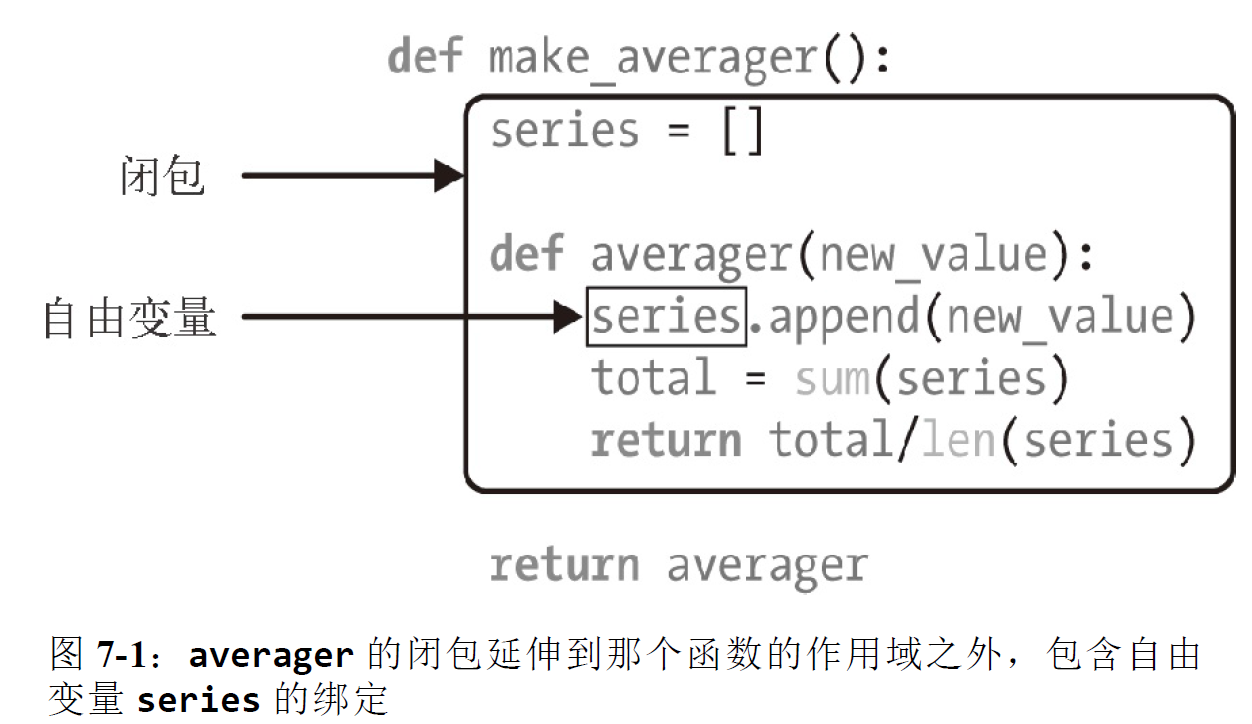 def make_averager():
series = []
闭包
def averager(new_value):
自由变量 series.append(new_value)
total = sum(series)
return total/len(series)
return averager
图 7-1：averager 的闭包延伸到那个函数的作用域之外，包含自由
变量 series 的绑定